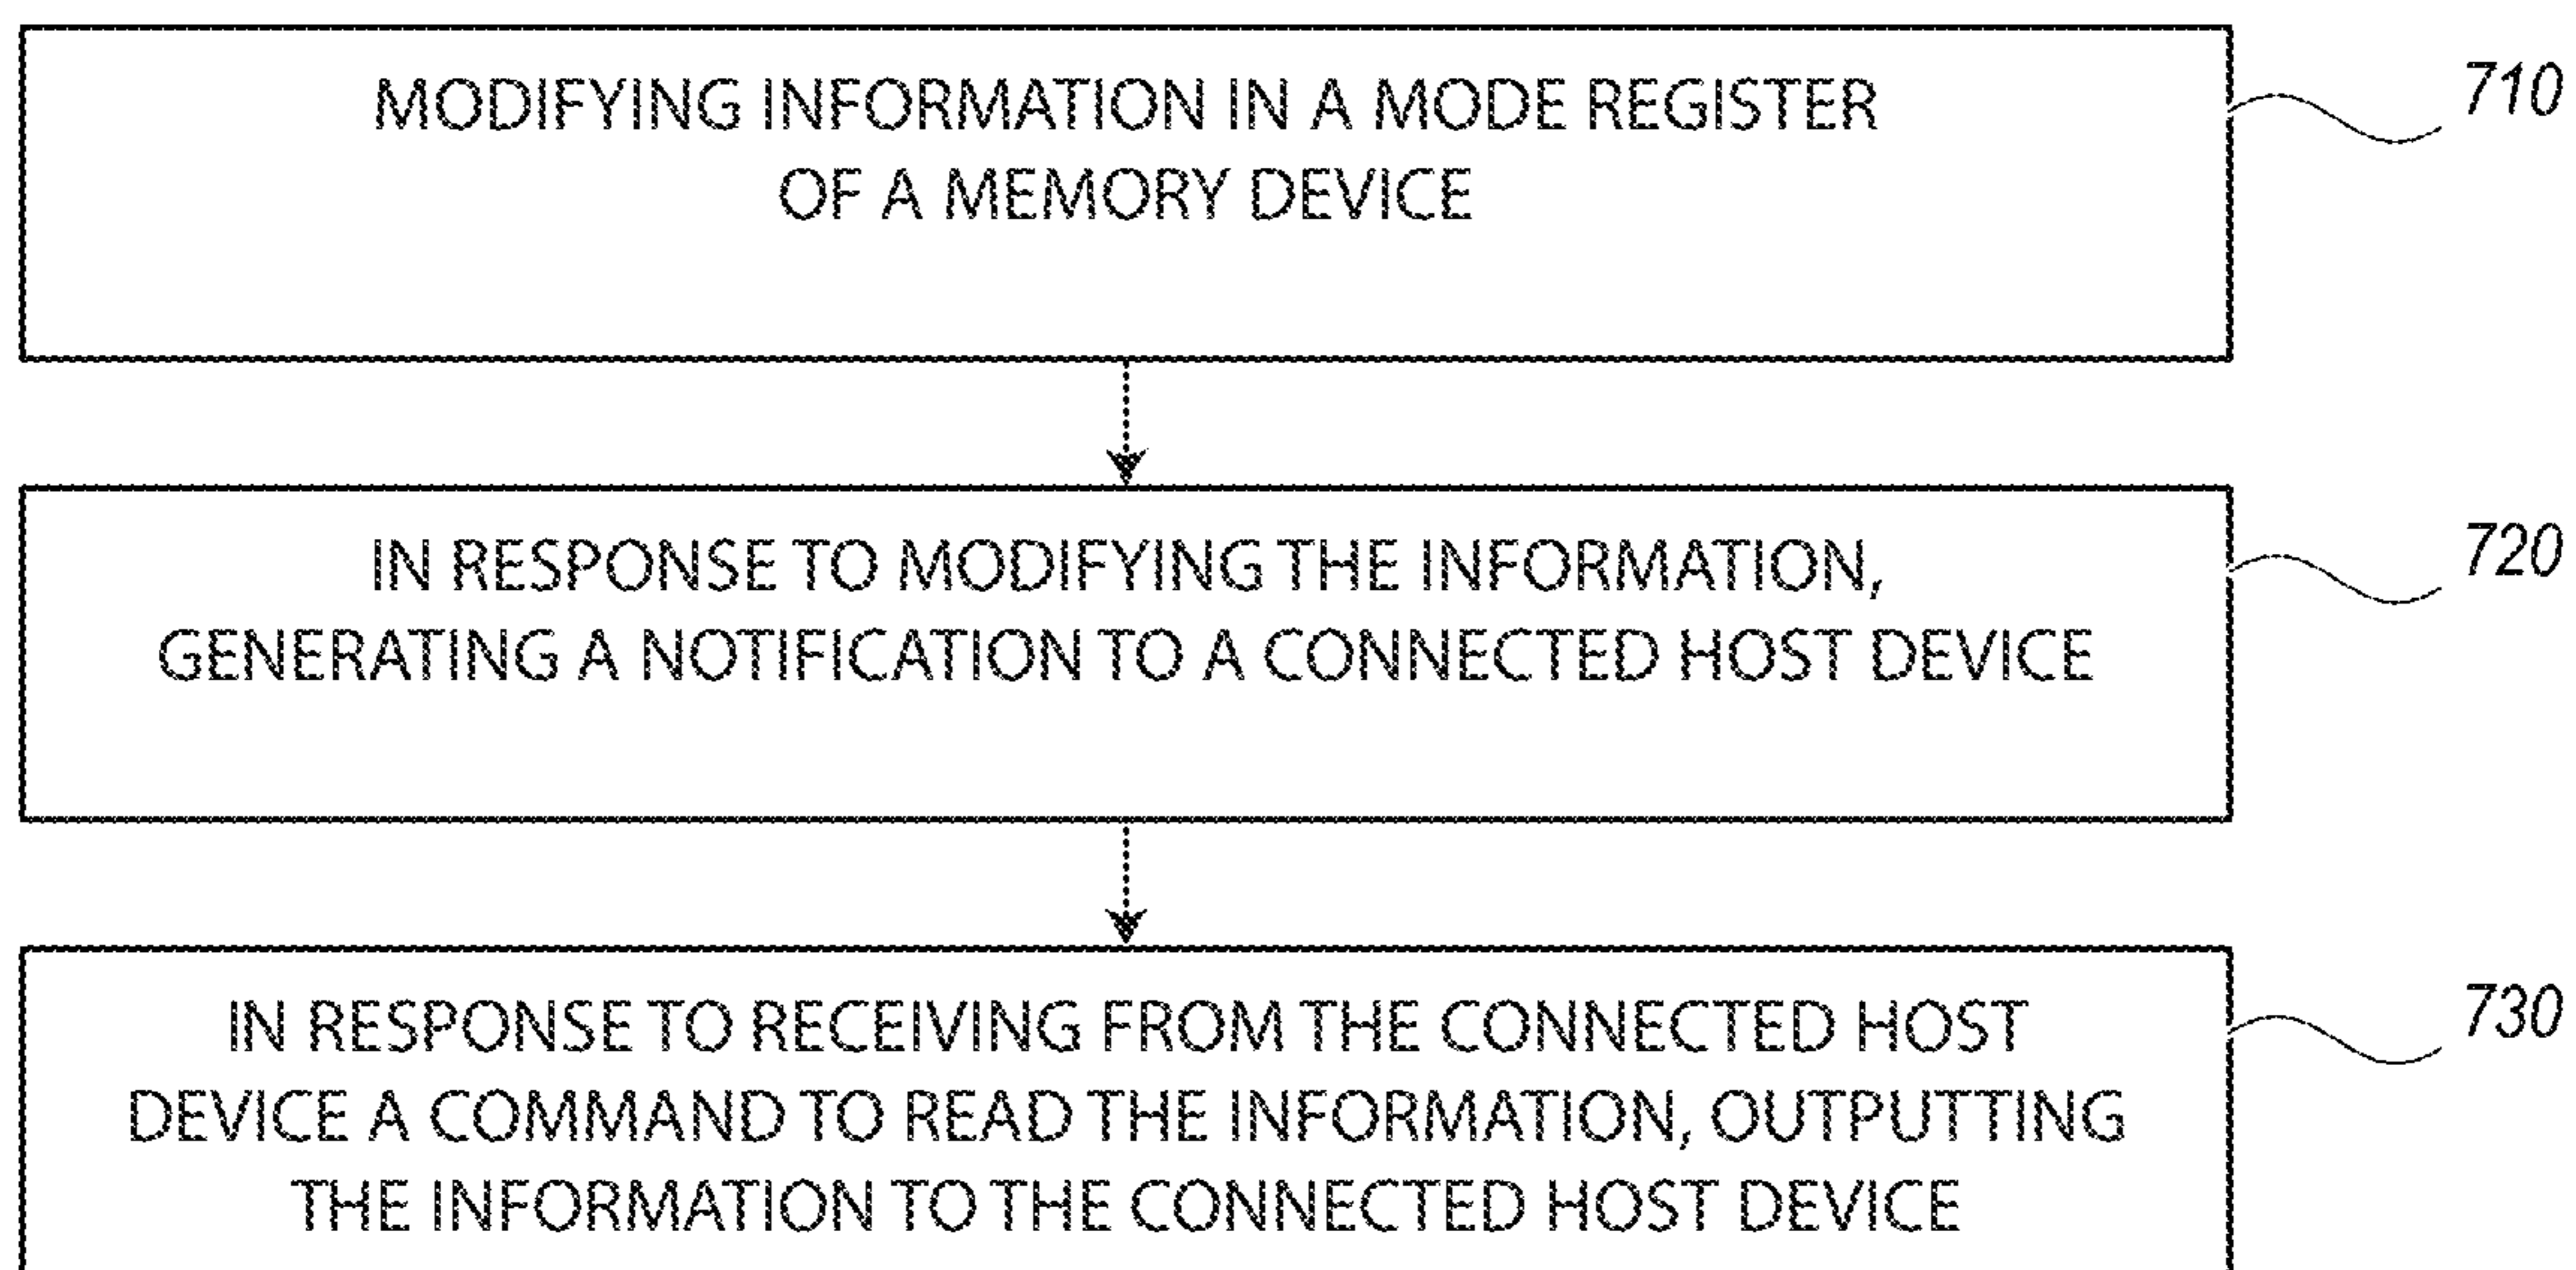 MODIFYING INFORMATION IN A MODE REGISTER
OF A MEMORY DEVICE
710
IN RESPONSE TO MODIFYING THE INFORMATION,
GENERATING A NOTIFICATION TO A CONNECTED HOST DEVICE
720
IN RESPONSE TO RECEIVING FROM THE CONNECTED HOST
DEVICE A COMMAND TO READ THE INFORMATION, OUTPUTTING
THE INFORMATION TO THE CONNECTED HOST DEVICE
730